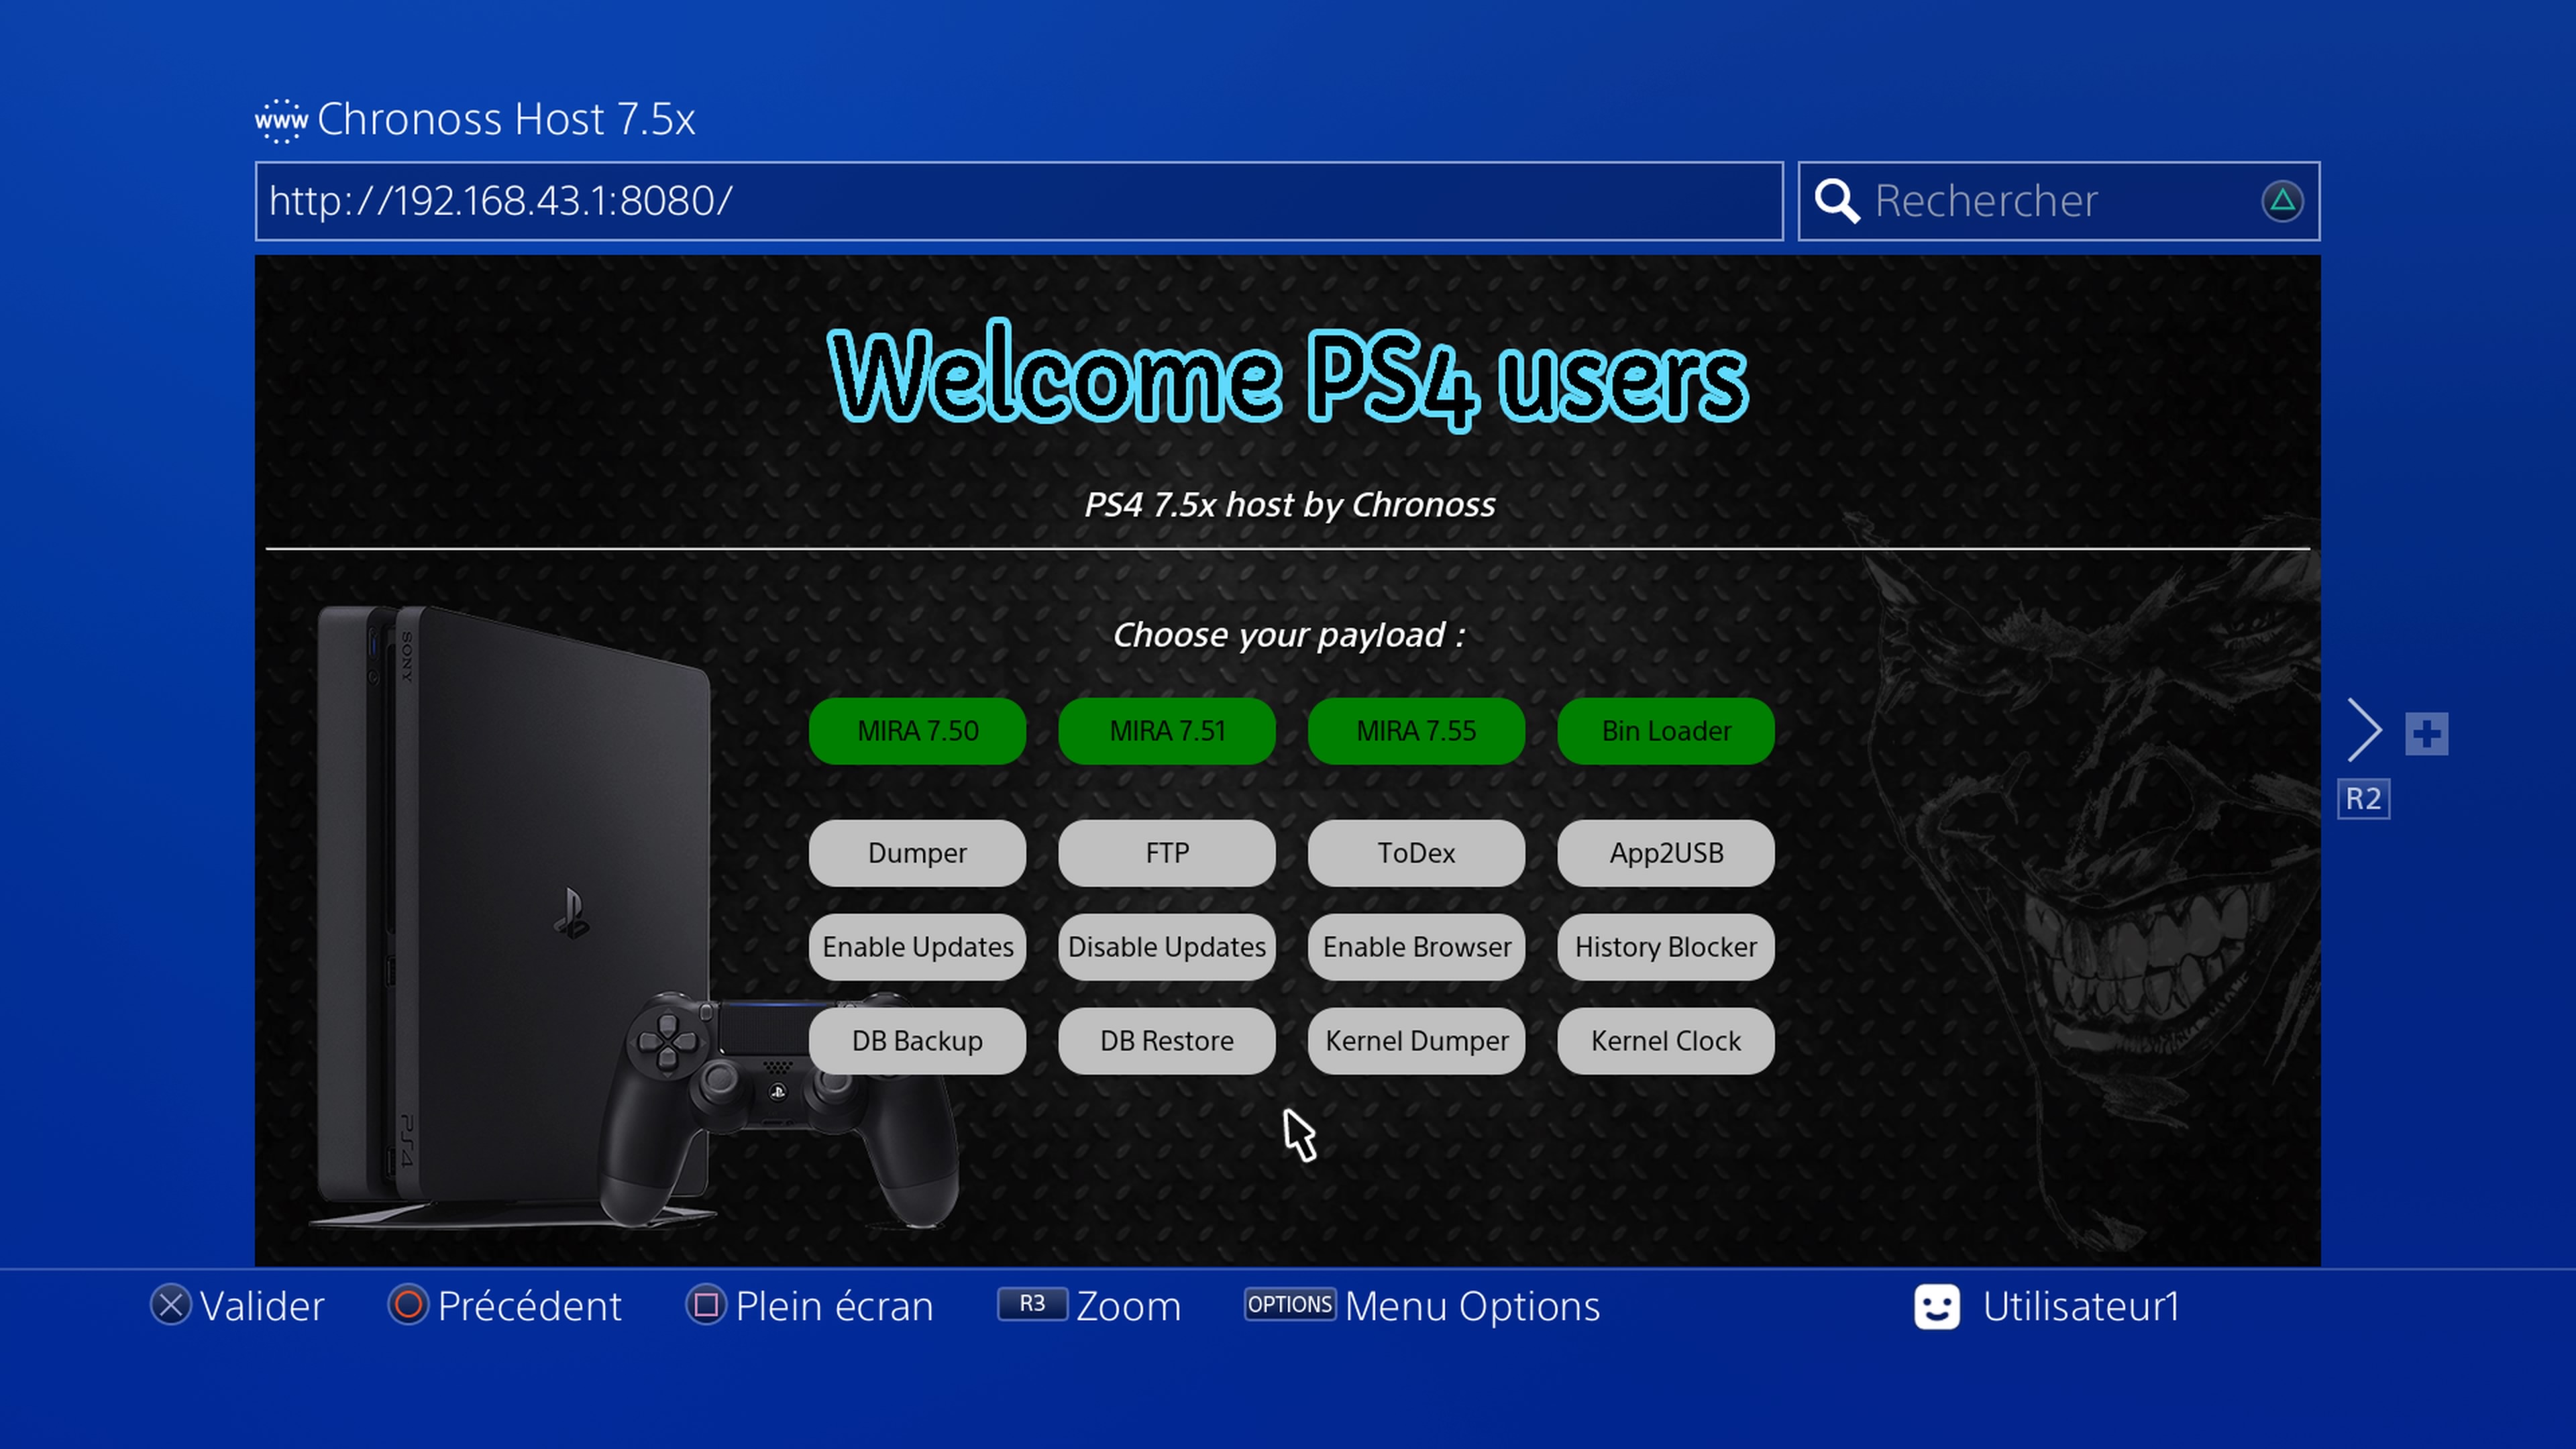 www Chronoss Host 7.5x
http://192.168.43.1:8080/
Rechercher
Welcome PS4 users
PS4 7.5x host by Chronoss
Choose your payload :
SONY
MIRA 7.50
MIRA 7.51
MIRA 7.55
Bin Loader
R2
Dumper
FTP
ToDex
App2USB
Enable Updates
Disable Updates
Enable Browser
History Blocker
DB Backup
DB Restore
Kernel Dumper
Kernel Clock
PS4
Valider
Précédent
Plein écran
R3 Zoom
OPTIONS Menu Options
Utilisateur1